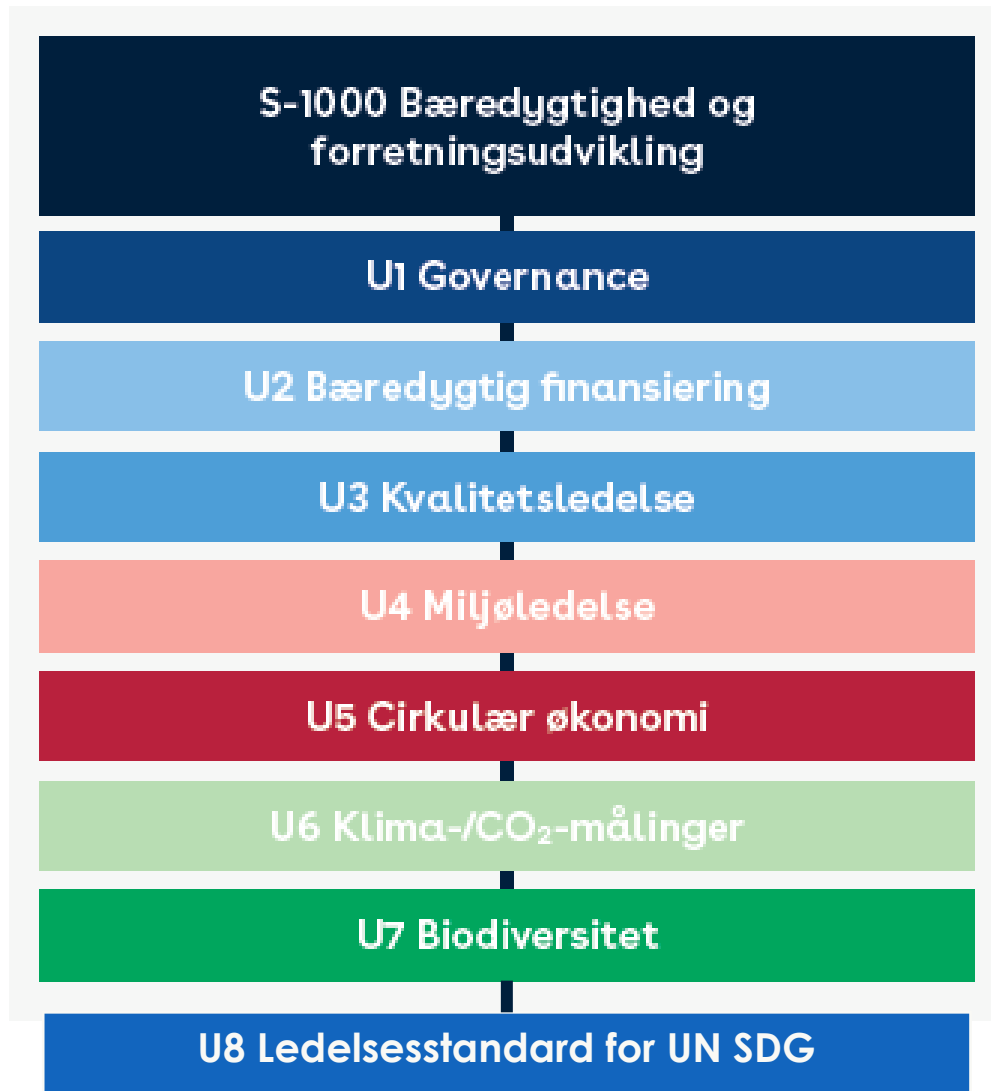 S-1000 Bæredygtighed og
forretningsudvikling
U1 Governance
U2 Bæredygtig finansiering
U3 Kvalitetsledelse
U4 Miljøledelse
U5 Cirkulær økonomi
U6 Klima-/CO₂-målinger
U7 Biodiversitet
U8 Ledelsesstandard for UN SDG